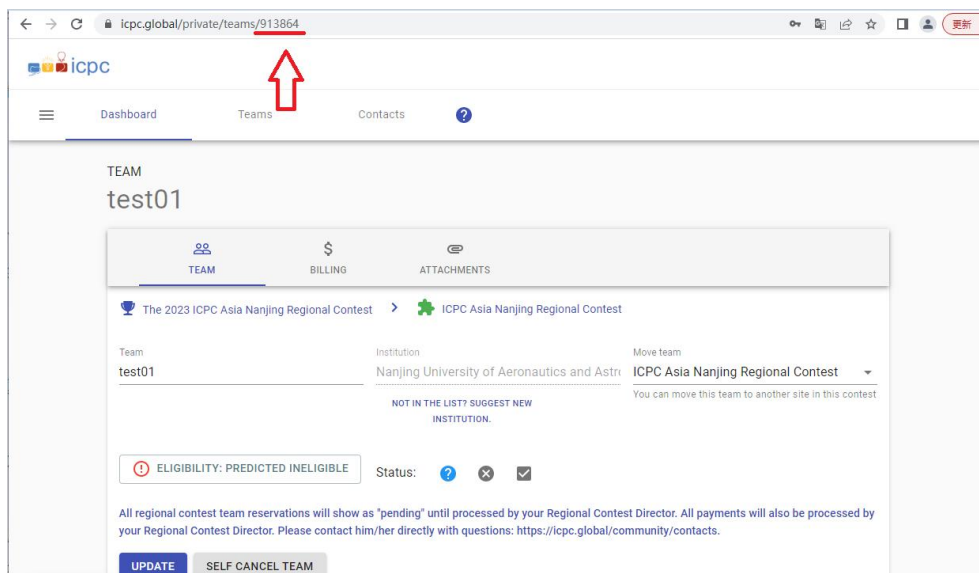 icpc.global/private/teams/913864
更新
icpc
Dashboard Teams Contacts
TEAM
test01
$
TEAM BILLING ATTACHMENTS
The 2023 ICPC Asia Nanjing Regional Contest > ICPC Asia Nanjing Regional Contest
Team Institution Move team
test01 Nanjing University of Aeronautics and Astr ICPC Asia Nanjing Regional Contest
NOT IN THE LIST? SUGGEST NEW
INSTITUTION.
You can move this team to another site in this contest
ELIGIBILITY: PREDICTED INELIGIBLE Status:
All regional contest team reservations will show as "pending" until processed by your Regional Contest Director. All payments will also be processed by
your Regional Contest Director. Please contact him/her directly with questions: https://icpc.global/community/contacts.
UPDATE SELF CANCEL TEAM